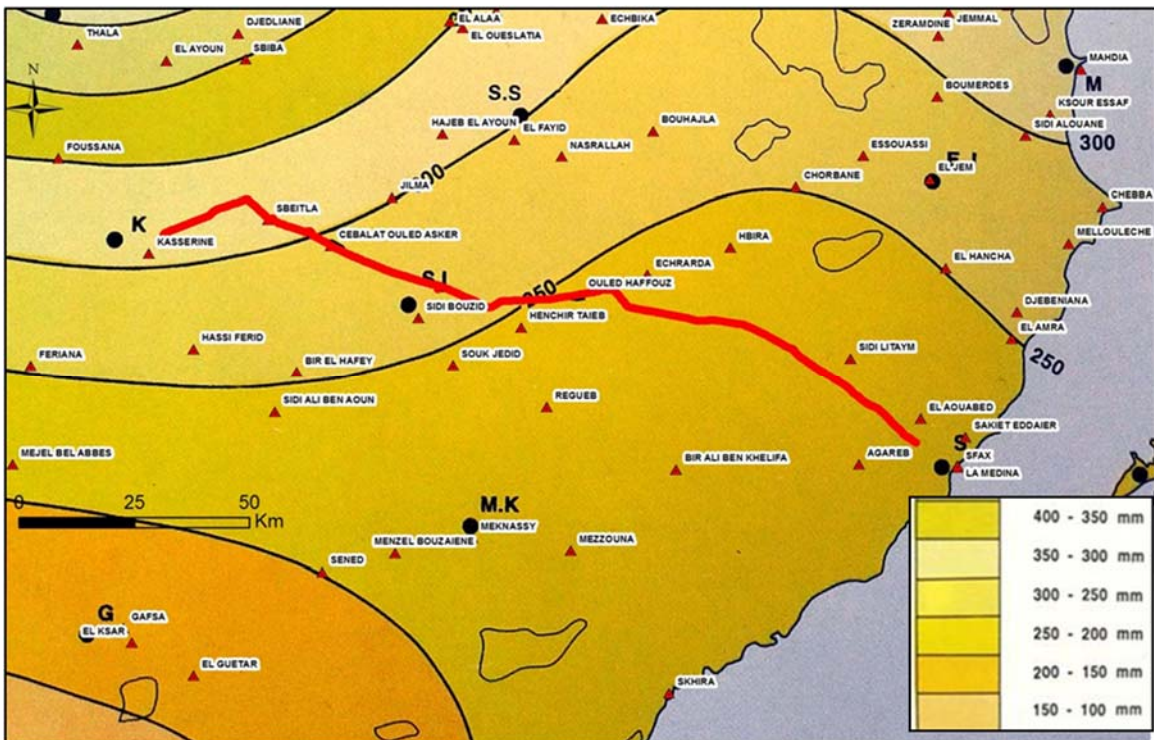 EL ALAA
ECHBIKA
ZERAMDINE
JEMMAL
DJEDLIANE
EL OUESLATIA
THALA
EL AYOUN
SBIBA
MAHDIA
M
S.S
BOUMERDES
KSOUR ESSAF
N
HAJEB EL AYOUN
EL FAYID
BOUHAJLA
SIDI ALOUANE
300
FOUSSANA
NASRALLAH
ESSOUASSI
EL JEM
CHORBANE
JILMA
CHEBBA
K
SBEITLA
KASSERINE
CEBALAT OULED ASKER
HBIRA
MELLOULECHE
EL HANCHA
ECHRARDA
OULED HAFFOUZ
250
SIDI BOUZID
HENCHIR TAIEB
DJEBENIANA
EL AMRA
HASSI FERID
FERIANA
BIR EL HAFEY
SOUK JEDID
SIDI LITAYM
250
SIDI ALI BEN AOUN
REGUEB
EL AOUABED
SAKIET EDDAIER
MEJEL BEL ABBES
BIR ALI BEN KHELIFA
AGAREB
S
SFAX
LA MEDINA
0 25 50
Km
M.K
MEKNASSY
MENZEL BOUZAIENE
MEZZOUNA
SENED
G
GAFSA
EL KSAR
EL GUETAR
SKHIRA
400 - 350 mm
350 - 300 mm
300 - 250 mm
250 - 200 mm
200 - 150 mm
150 - 100 mm